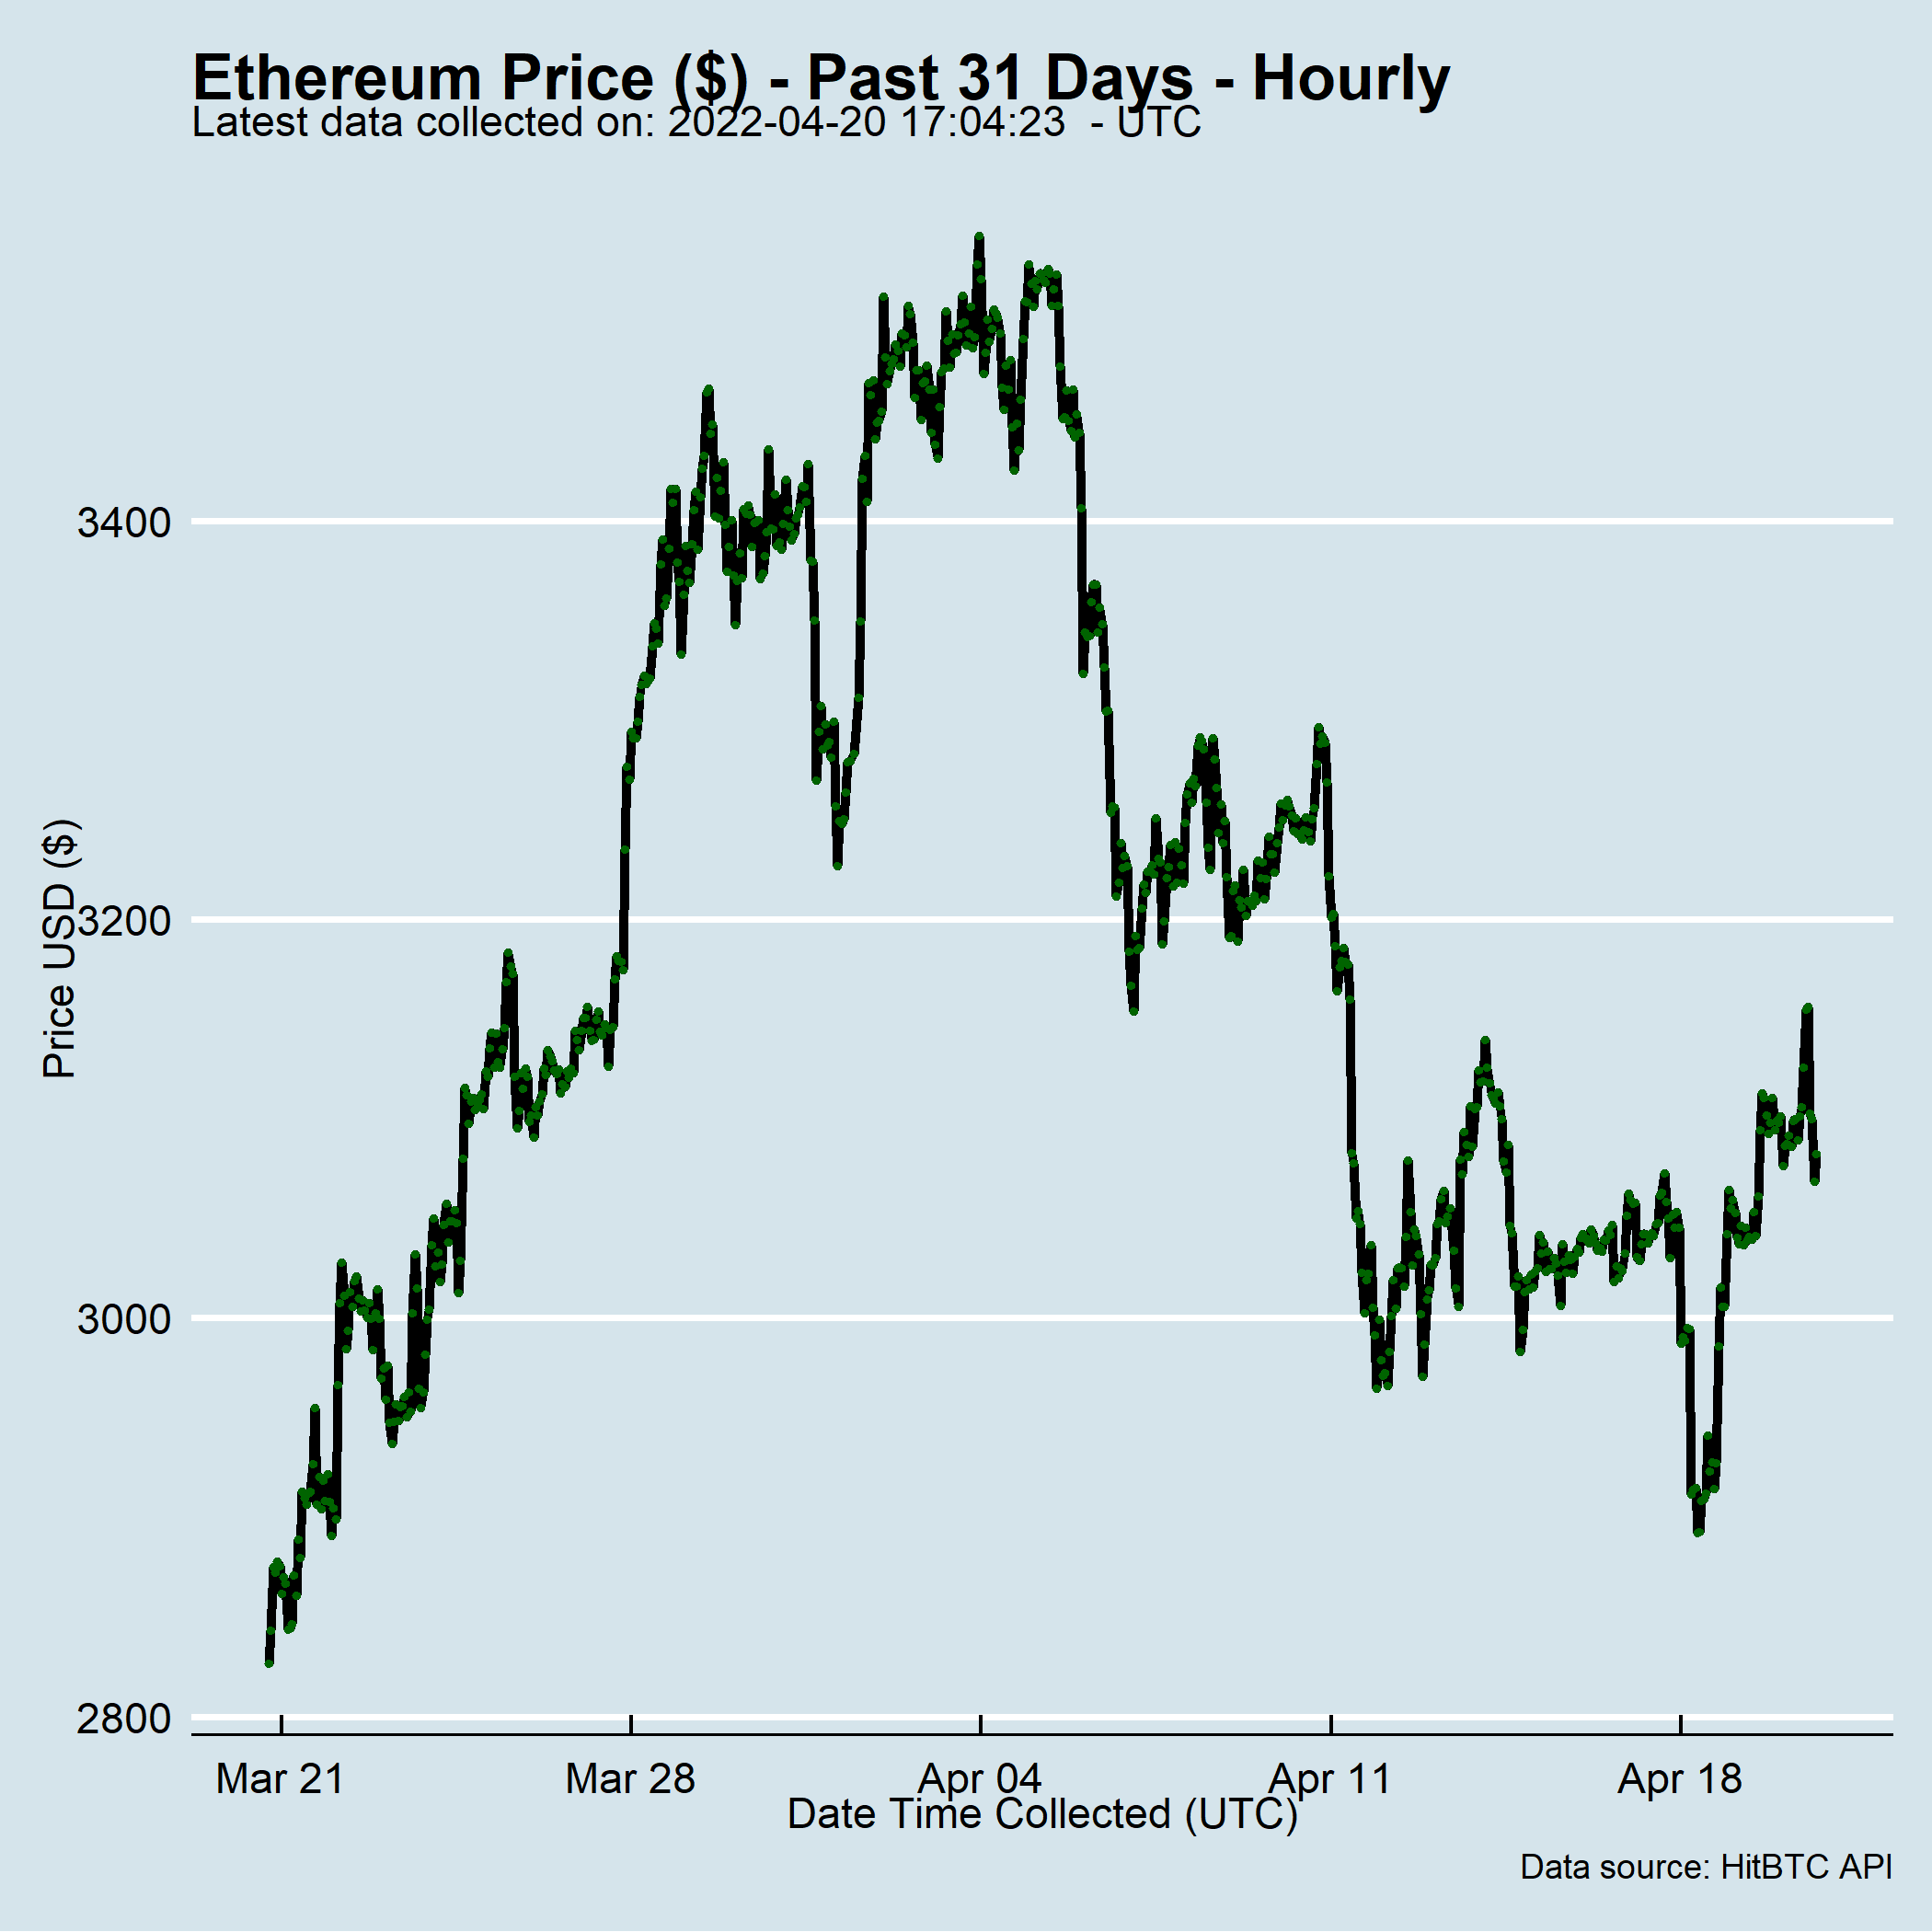 Ethereum Price ($) - Past 31 Days - Hourly
Latest data collected on: 2022-04-20 17:04:23  - UTC
Price USD ($)
3400
3200
3000
2800
Mar 21
Mar 28
Apr 04
Apr 11
Apr 18
Date Time Collected (UTC)
Data source: HitBTC API